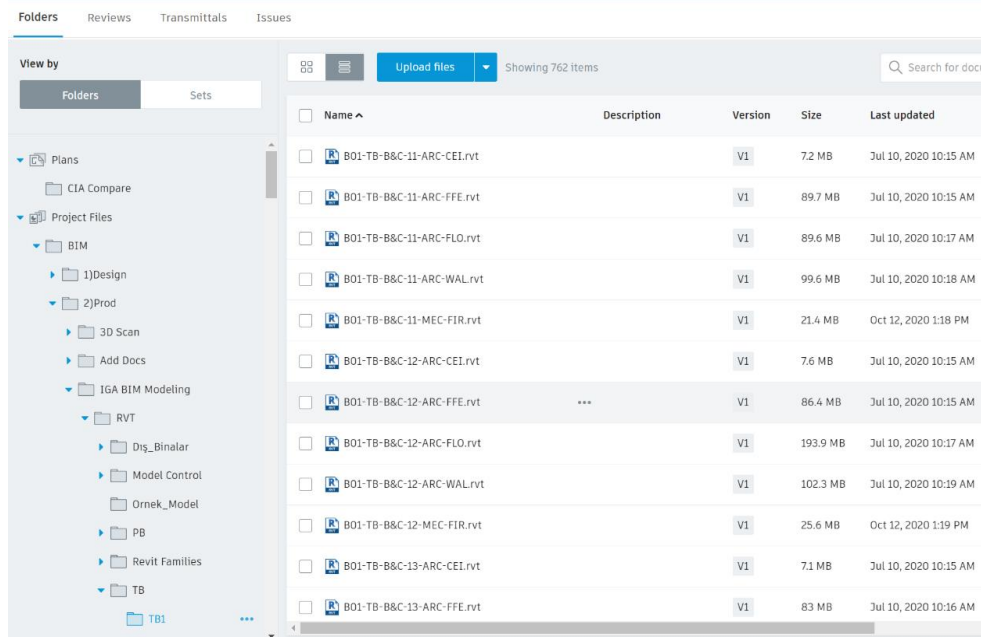 Folders Reviews Transmittals Issues
View by
Folders Sets
Plans
CIA Compare
Project Files
BIM
1)Design
2)Prod
3D Scan
Add Docs
IGA BIM Modeling
RVT
Dış_Binalar
Model Control
Ornek_Model
PB
Revit Families
TB
TB1
Upload files Showing 762 items Search for doc
Name Description Version Size Last updated
B01-TB-B&C-11-ARC-CEI.rvt V1 7.2 MB Jul 10, 2020 10:15 AM
B01-TB-B&C-11-ARC-FFE.rvt V1 89.7 MB Jul 10, 2020 10:15 AM
B01-TB-B&C-11-ARC-FLO.rvt V1 89.6 MB Jul 10, 2020 10:17 AM
B01-TB-B&C-11-ARC-WAL.rvt V1 99.6 MB Jul 10, 2020 10:18 AM
B01-TB-B&C-11-MEC-FIR.rvt V1 21.4 MB Oct 12, 2020 1:18 PM
B01-TB-B&C-12-ARC-CEI.rvt V1 7.6 MB Jul 10, 2020 10:15 AM
B01-TB-B&C-12-ARC-FFE.rvt V1 86.4 MB Jul 10, 2020 10:15 AM
B01-TB-B&C-12-ARC-FLO.rvt V1 193.9 MB Jul 10, 2020 10:17 AM
B01-TB-B&C-12-ARC-WAL.rvt V1 102.3 MB Jul 10, 2020 10:19 AM
B01-TB-B&C-12-MEC-FIR.rvt V1 25.6 MB Oct 12, 2020 1:19 PM
B01-TB-B&C-13-ARC-CEI.rvt V1 7.1 MB Jul 10, 2020 10:15 AM
B01-TB-B&C-13-ARC-FFE.rvt V1 83 MB Jul 10, 2020 10:16 AM